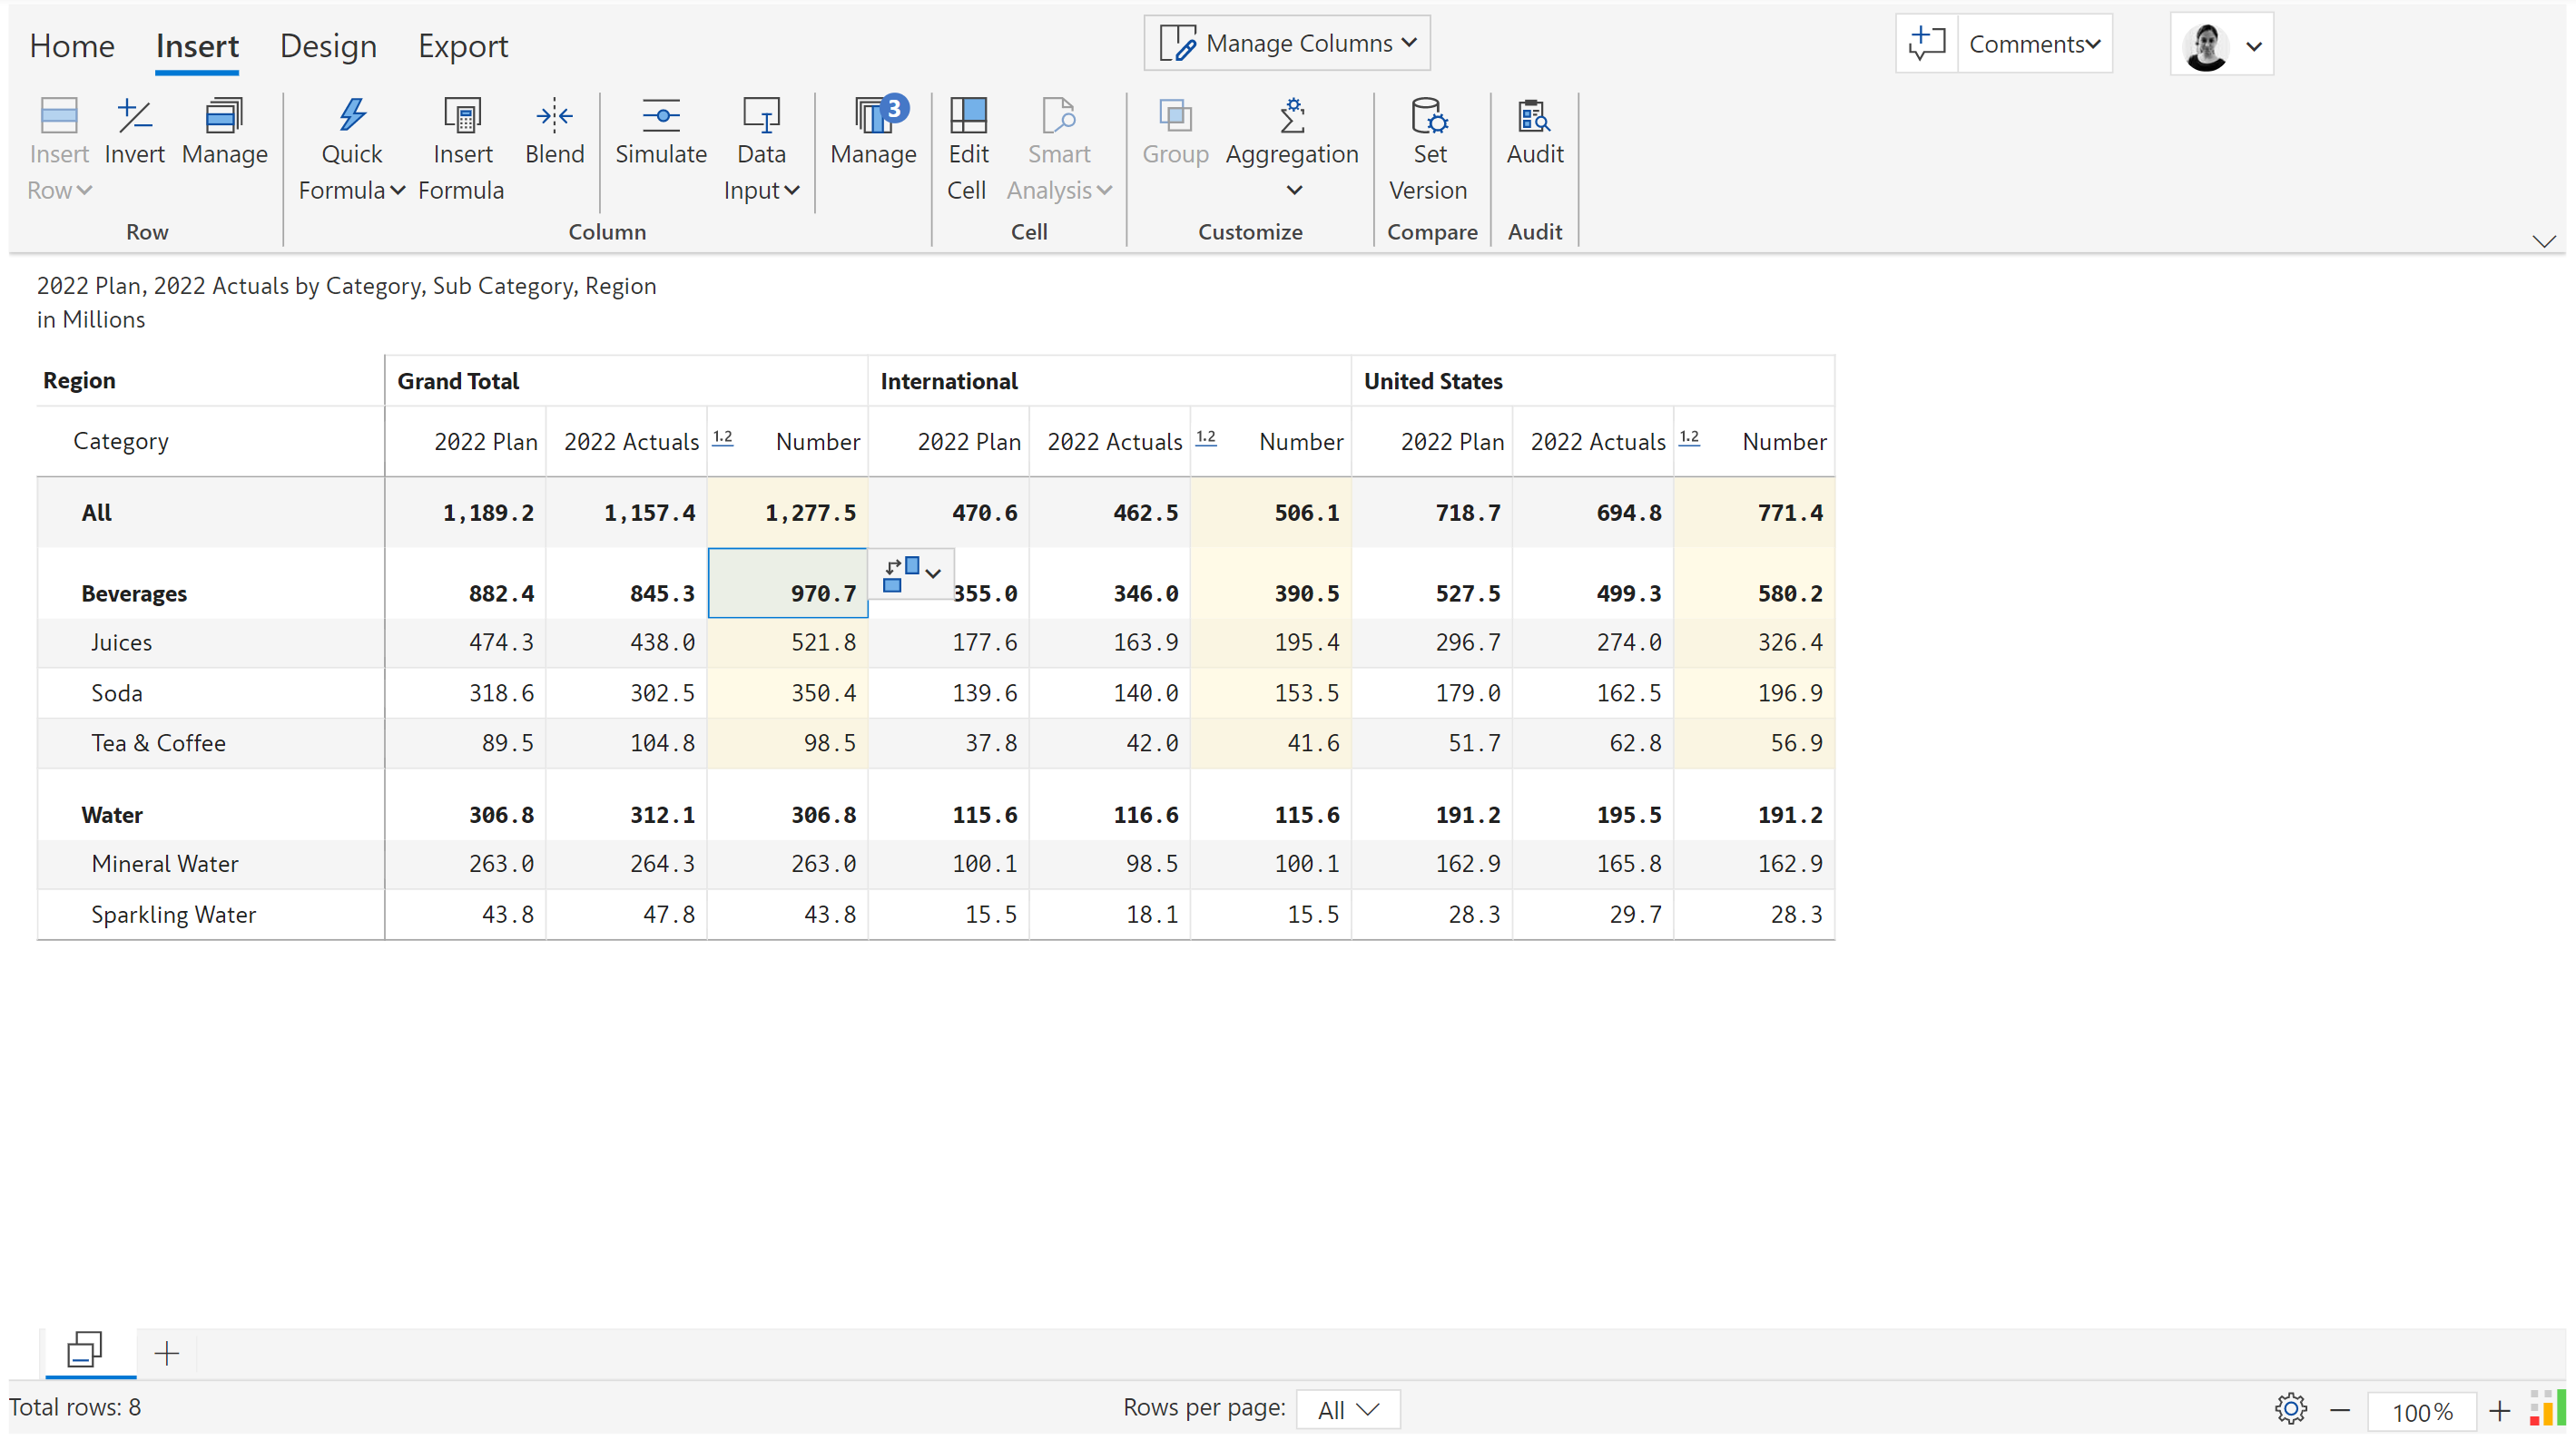 Home Insert Design Export Manage Columns Comments
Insert Row Invert Manage Quick Formula Insert Formula Blend Simulate Data Input Manage 3 Edit Cell Smart Analysis Group Aggregation Set Version Audit
Row Column Cell Customize Compare Audit
2022 Plan, 2022 Actuals by Category, Sub Category, Region
in Millions
Region Grand Total International United States
Category 2022 Plan 2022 Actuals 1.2 Number 2022 Plan 2022 Actuals 1.2 Number 2022 Plan 2022 Actuals 1.2 Number
All 1,189.2 1,157.4 1,277.5 470.6 462.5 506.1 718.7 694.8 771.4
Beverages 882.4 845.3 970.7 355.0 346.0 390.5 527.5 499.3 580.2
Juices 474.3 438.0 521.8 177.6 163.9 195.4 296.7 274.0 326.4
Soda 318.6 302.5 350.4 139.6 140.0 153.5 179.0 162.5 196.9
Tea & Coffee 89.5 104.8 98.5 37.8 42.0 41.6 51.7 62.8 56.9
Water 306.8 312.1 306.8 115.6 116.6 115.6 191.2 195.5 191.2
Mineral Water 263.0 264.3 263.0 100.1 98.5 100.1 162.9 165.8 162.9
Sparkling Water 43.8 47.8 43.8 15.5 18.1 15.5 28.3 29.7 28.3
Total rows: 8 Rows per page: All 100%